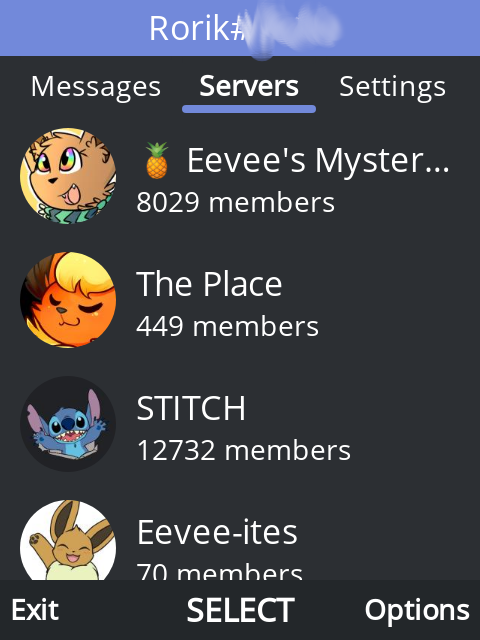 Rorik#
Messages Servers Settings
🍍 Eevee's Myster...
8029 members
The Place
449 members
STITCH
12732 members
Eevee-ites
70 members
Exit SELECT Options